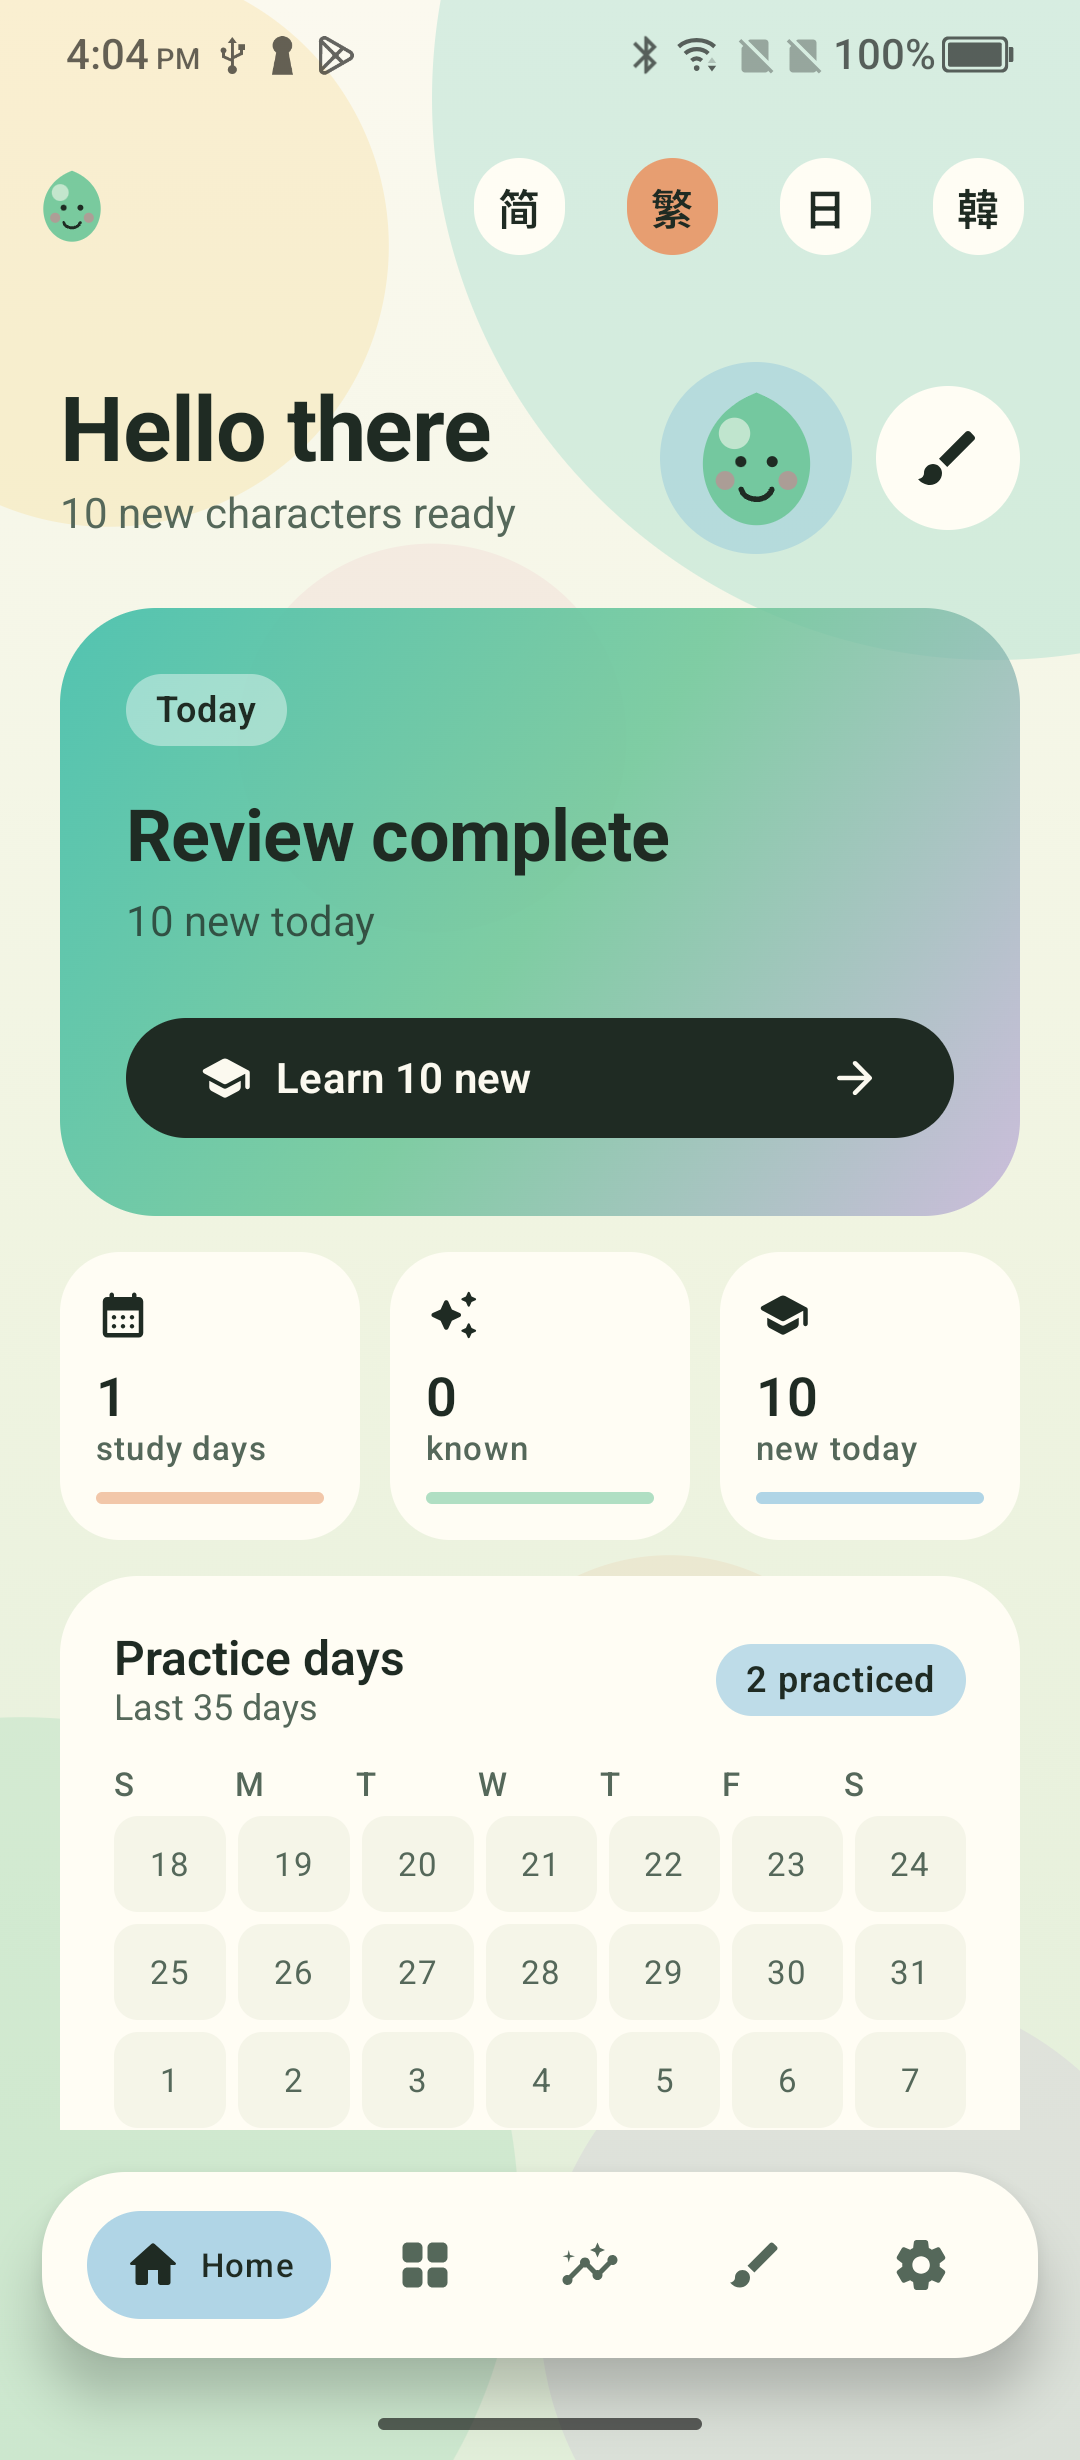 4:04 PM 100%
简 繁 日 韓
Hello there
10 new characters ready
Today
Review complete
10 new today
Learn 10 new
1 0 10
study days known new today
Practice days
2 practiced
Last 35 days
S M T W T F S
18 19 20 21 22 23 24
25 26 27 28 29 30 31
1 2 3 4 5 6 7
Home